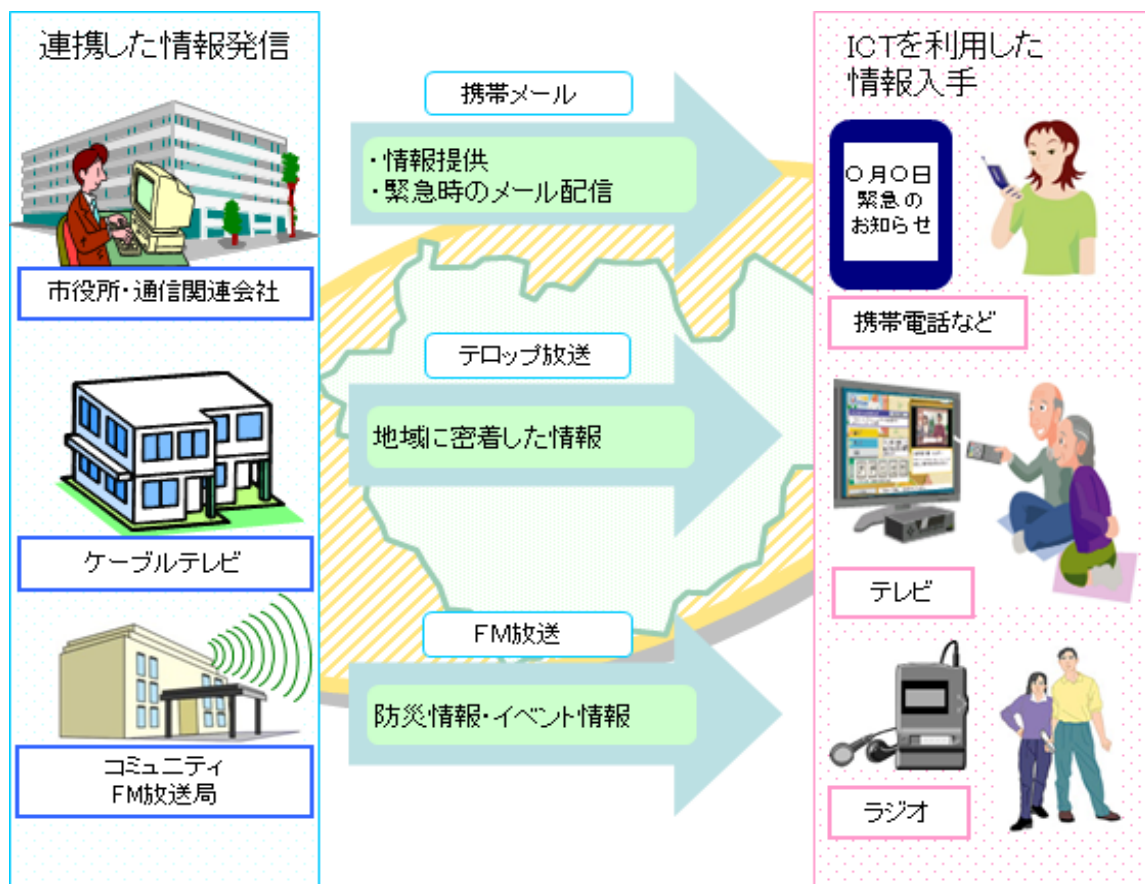 連携した情報発信
市役所・通信関連会社
ケーブルテレビ
コミュニティ
FM放送局
携帯メール
・情報提供
・緊急時のメール配信
テロップ放送
地域に密着した情報
FM放送
防災情報・イベント情報
ICTを利用した
情報入手
〇月〇日
緊急の
お知らせ
携帯電話など
テレビ
ラジオ